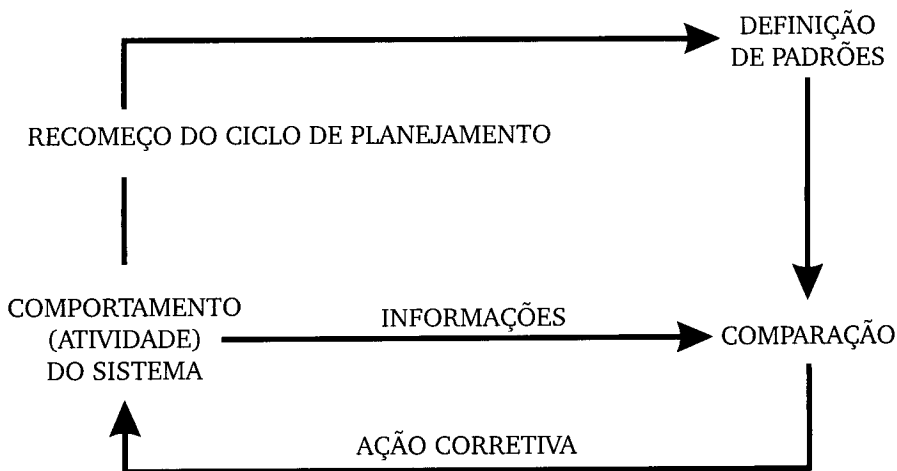 DEFINIÇÃO
DE PADRÕES
RECOMEÇO DO CICLO DE PLANEJAMENTO
COMPORTAMENTO
(ATIVIDADE)
DO SISTEMA
INFORMAÇÕES
COMPARAÇÃO
AÇÃO CORRETIVA